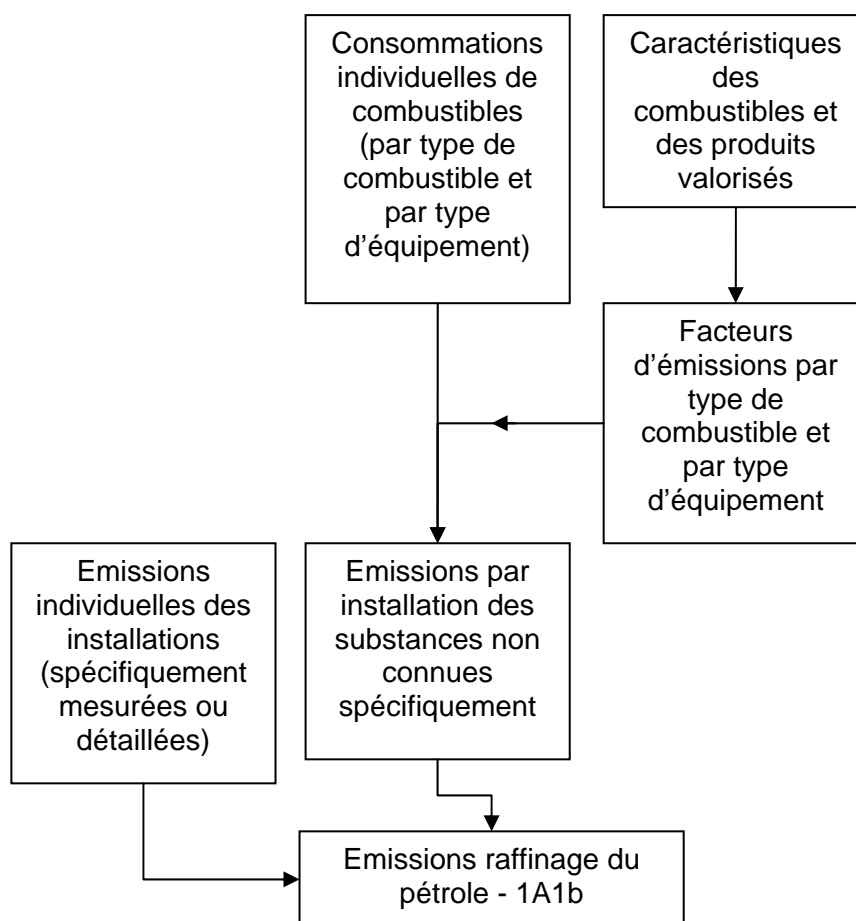 Consommations
individuelles de
combustibles
(par type de
combustible et
par type
d’équipement)
Caractéristiques
des
combustibles et
des produits
valorisés
Facteurs
d’émissions par
type de
combustible et
par type
d’équipement
Emissions
individuelles des
installations
(spécifiquement
mesurées ou
détaillées)
Emissions par
installation des
substances non
connues
spécifiquement
Emissions raffinage du
pétrole - 1A1b